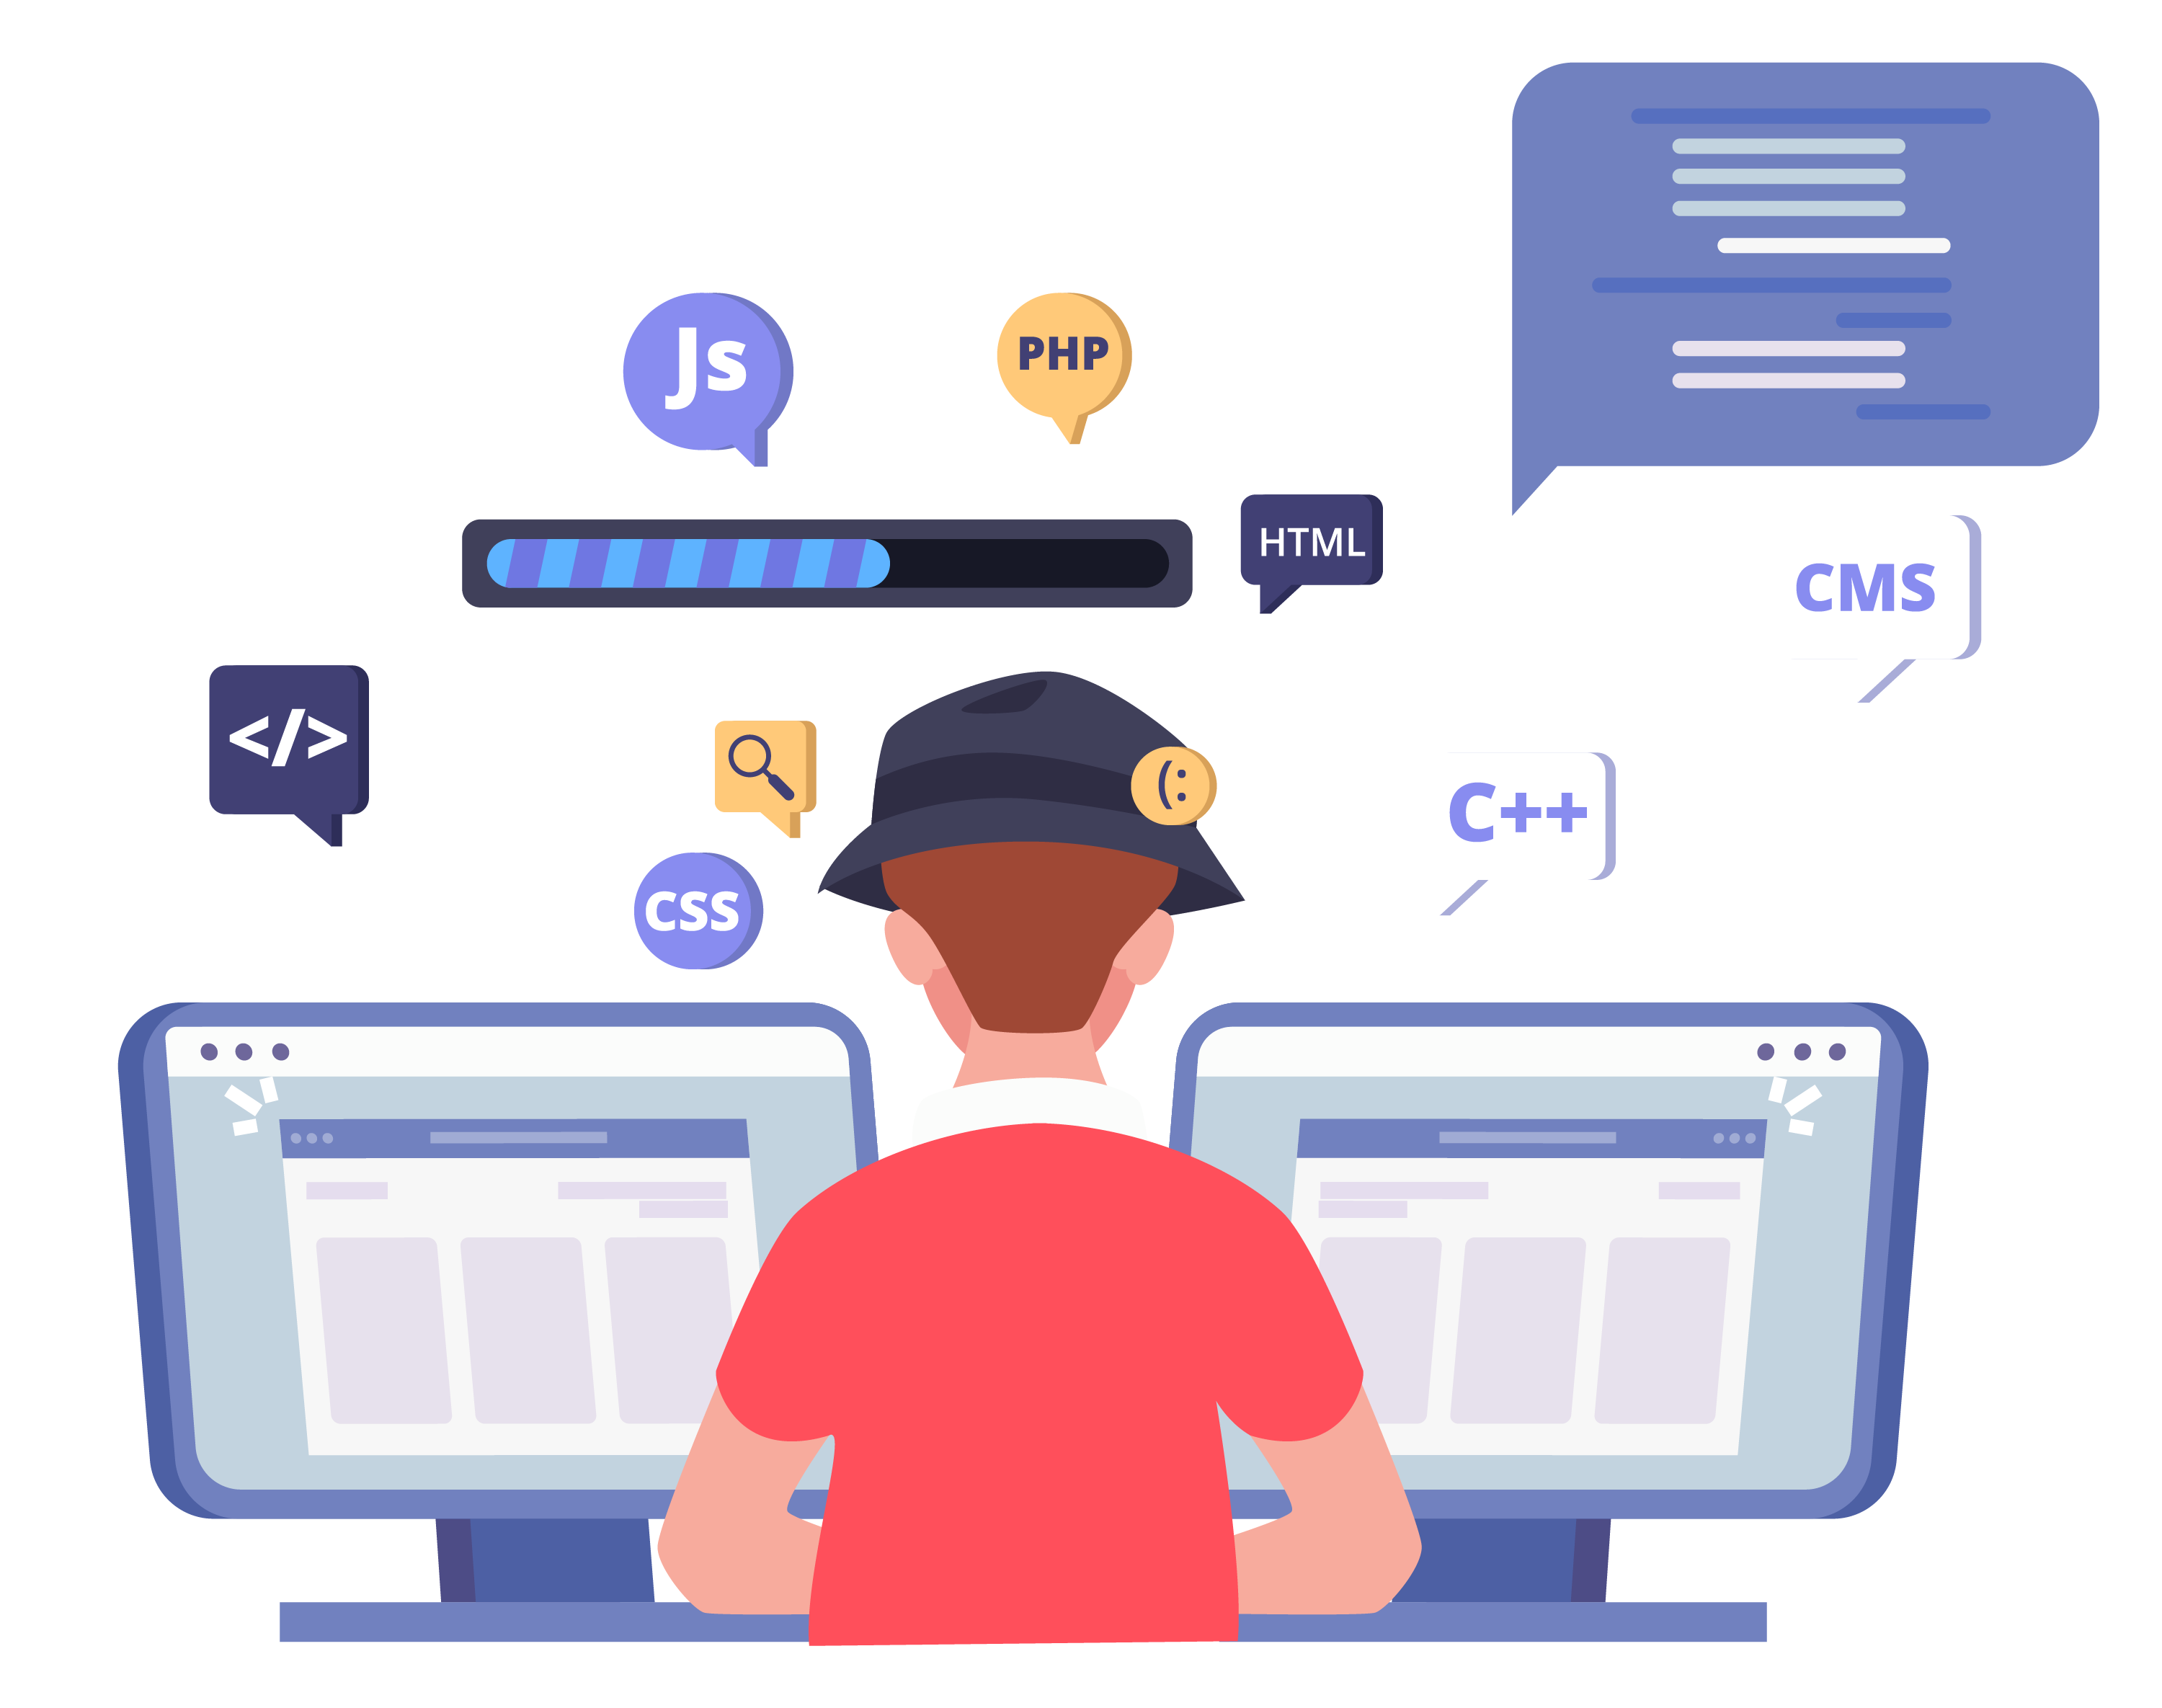 Js
PHP
HTML
CMS
</>
(:
C++
CSS